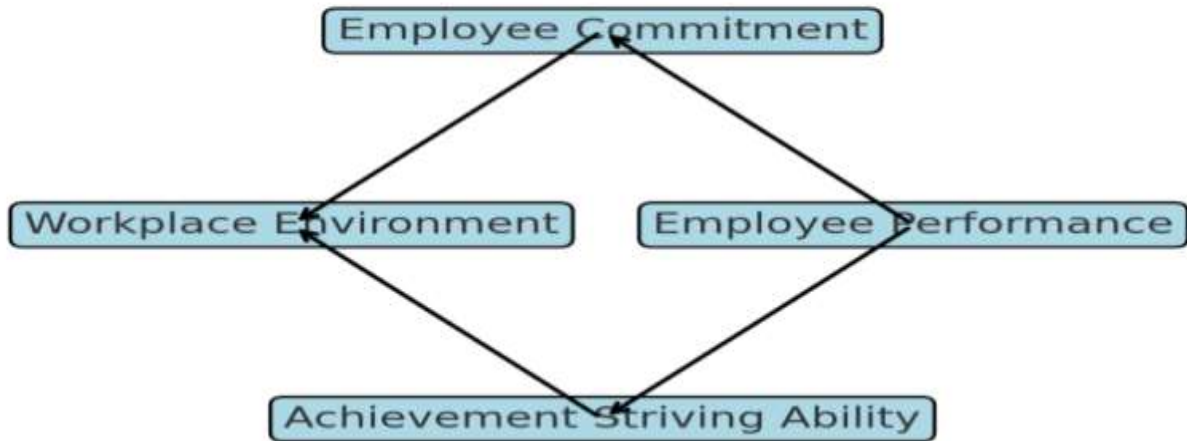 Employee Commitment
Workplace Environment
Employee Performance
Achievement Striving Ability